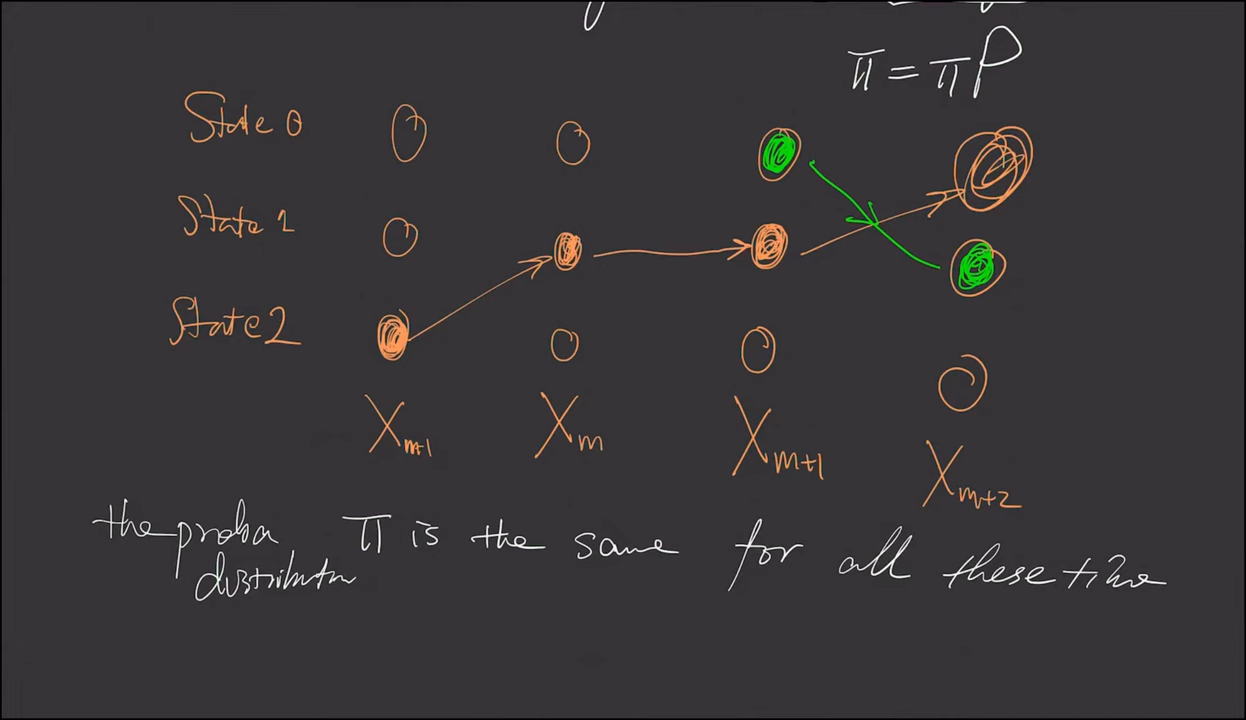 π = πP
State 0
State 1
State 2
X_{m-1} X_m X_{m+1} X_{m+2}
the proba π is the same for all these time
distribution